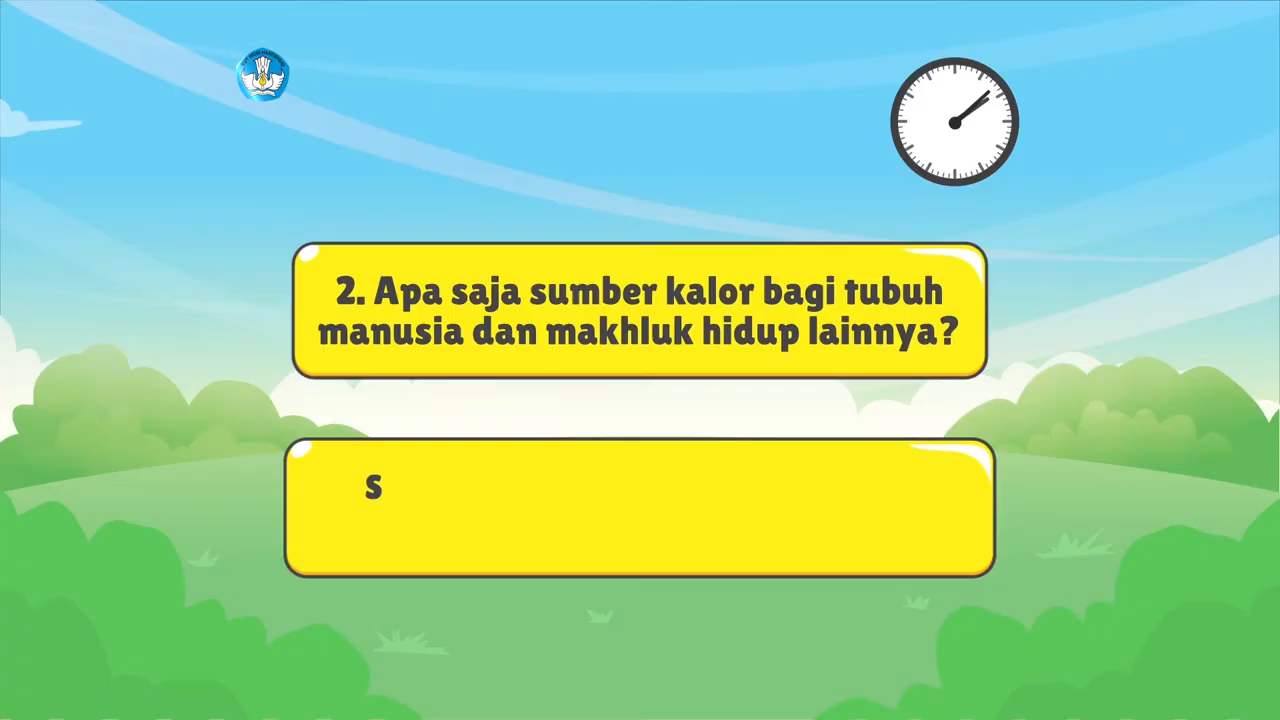 2. Apa saja sumber kalor bagi tubuh
manusia dan makhluk hidup lainnya?
S